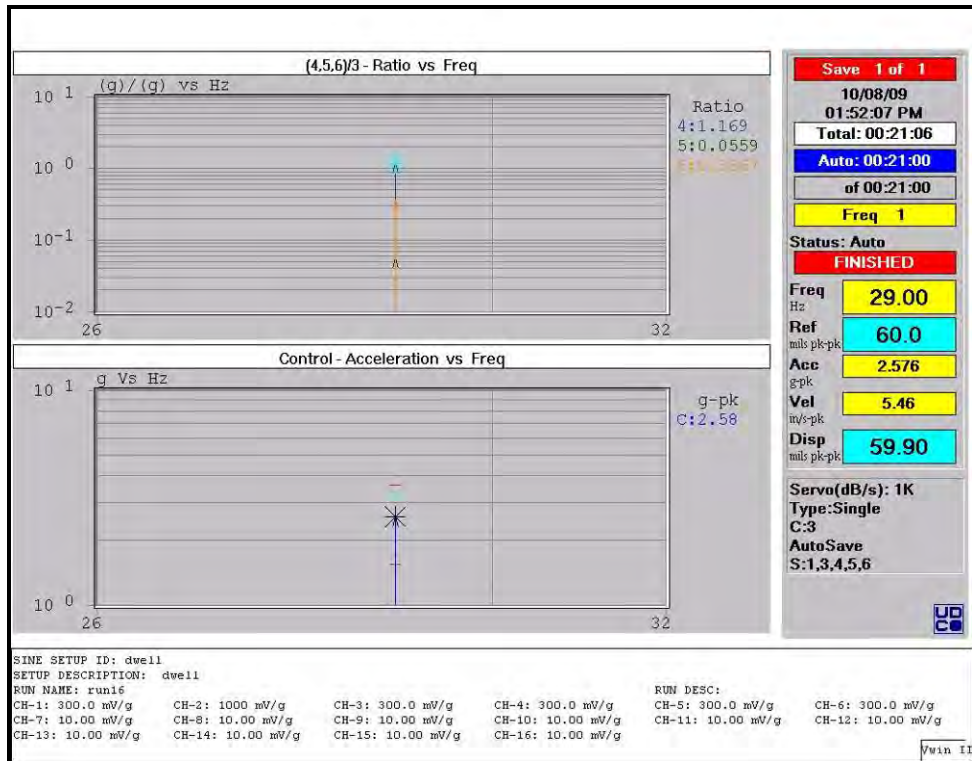 (4,5,6)/3 - Ratio vs Freq
(g)/(g) vs Hz
10 1
10 0
10 -1
10 -2
26
32
Ratio
4:1.169
5:0.0559
Control - Acceleration vs Freq
g Vs Hz
10 1
10 0
26
32
g-pk
C:2.58
Save 1 of 1
10/08/09
01:52:07 PM
Total: 00:21:06
Auto: 00:21:00
of 00:21:00
Freq 1
Status: Auto
FINISHED
Freq 29.00
Hz
Ref 60.0
mils pk-pk
Acc 2.576
g-pk
Vel 5.46
in/s-pk
Disp 59.90
mils pk-pk
Servo(dB/s): 1K
Type:Single
C:3
AutoSave
S:1,3,4,5,6
UD
CO
SINE SETUP ID: dwell
SETUP DESCRIPTION: dwell
RUN NAME: run16 RUN DESC:
CH-1: 300.0 mV/g CH-2: 1000 mV/g CH-3: 300.0 mV/g CH-4: 300.0 mV/g CH-5: 300.0 mV/g CH-6: 300.0 mV/g
CH-7: 10.00 mV/g CH-8: 10.00 mV/g CH-9: 10.00 mV/g CH-10: 10.00 mV/g CH-11: 10.00 mV/g CH-12: 10.00 mV/g
CH-13: 10.00 mV/g CH-14: 10.00 mV/g CH-15: 10.00 mV/g CH-16: 10.00 mV/g
Vwin II